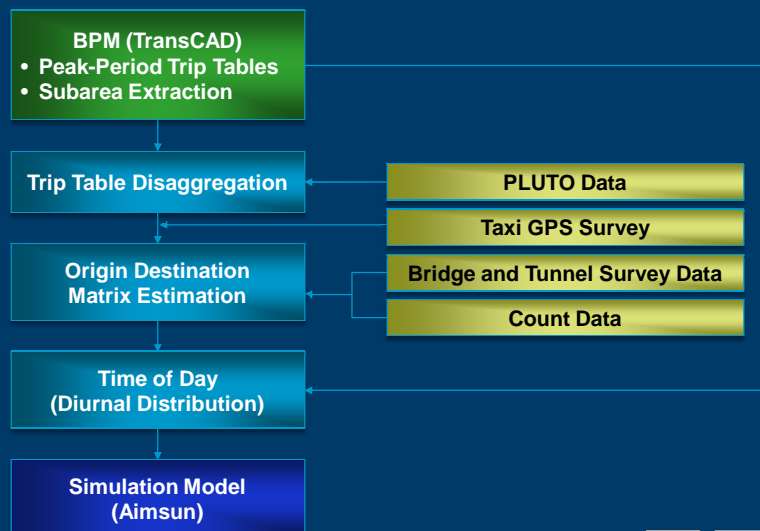 BPM (TransCAD)
• Peak-Period Trip Tables
• Subarea Extraction
Trip Table Disaggregation
PLUTO Data
Taxi GPS Survey
Origin Destination
Matrix Estimation
Bridge and Tunnel Survey Data
Count Data
Time of Day
(Diurnal Distribution)
Simulation Model
(Aimsun)